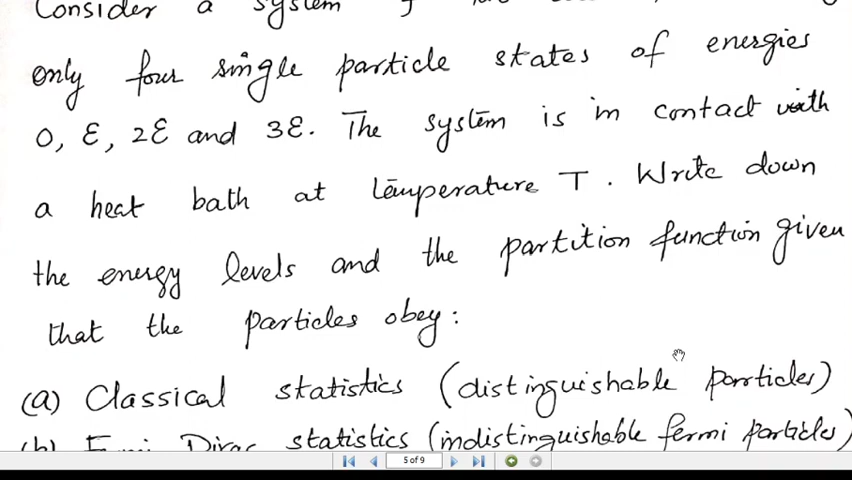 Consider a system
only four single particle states of energies
0, ε, 2ε and 3ε. The system is in contact with
a heat bath at temperature T. Write down
the energy levels and the partition function given
that the particles obey:
(a) Classical statistics (distinguishable particles)
(b) Fermi Dirac statistics (indistinguishable fermi particles)
5 of 9